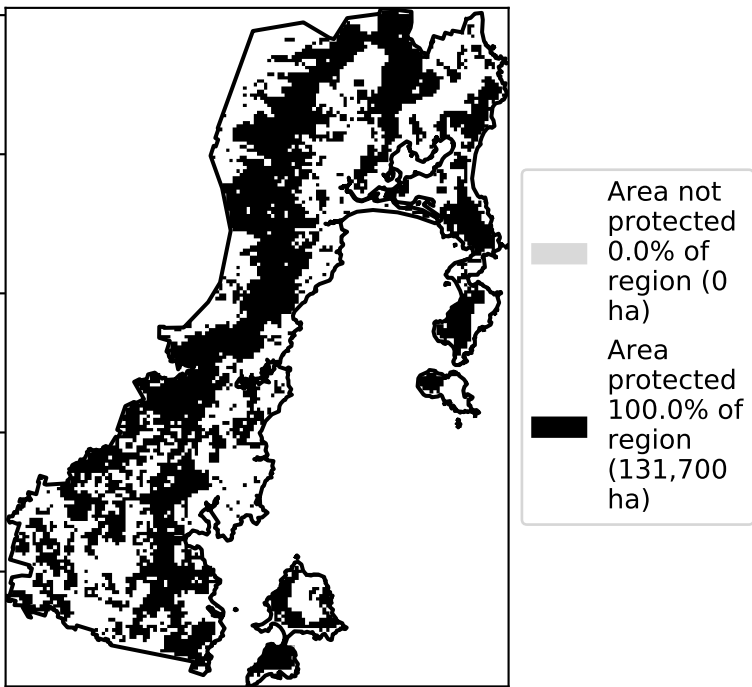 Area not
protected
0.0% of
region (0
ha)
Area
protected
100.0% of
region
(131,700
ha)